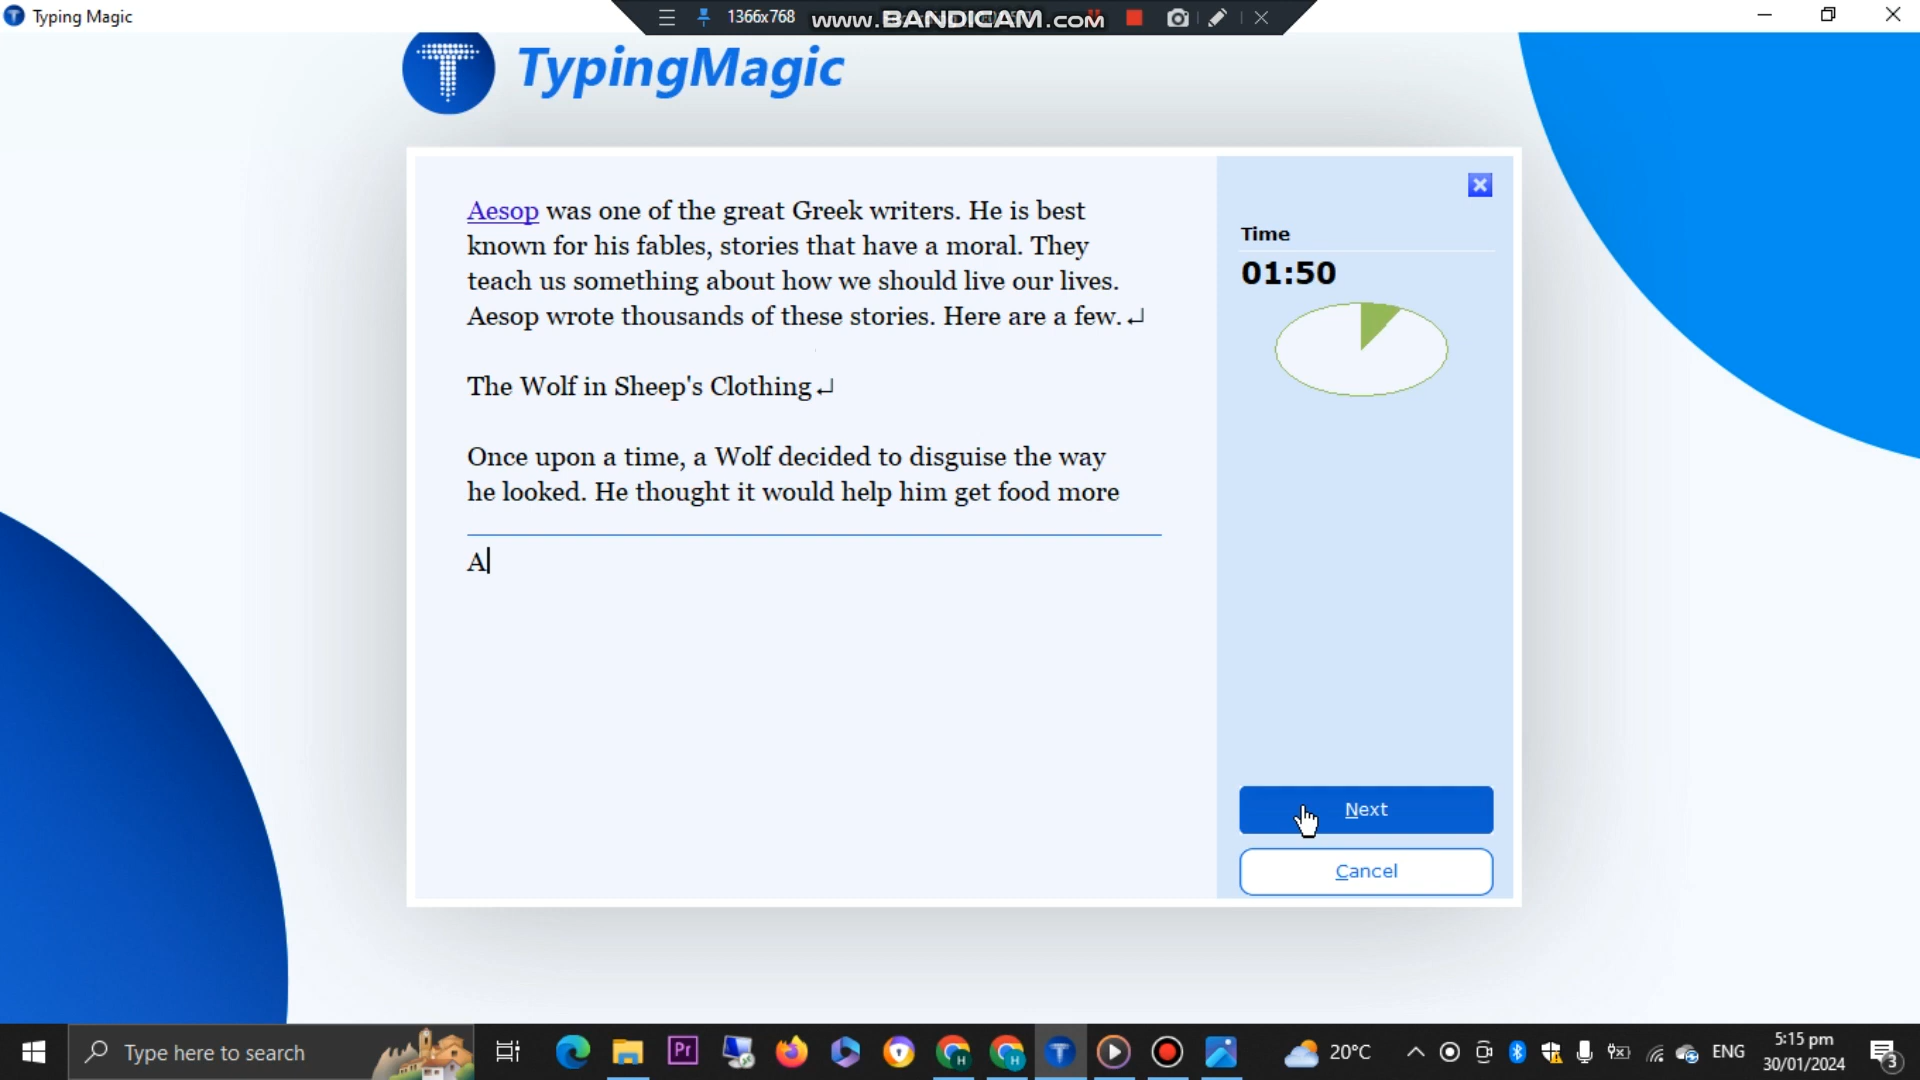 Typing Magic
1366x768
www.BANDICAM.com
TypingMagic
Aesop was one of the great Greek writers. He is best
known for his fables, stories that have a moral. They
teach us something about how we should live our lives.
Aesop wrote thousands of these stories. Here are a few.↵
The Wolf in Sheep's Clothing↵
Once upon a time, a Wolf decided to disguise the way
he looked. He thought it would help him get food more
A
Time
01:50
Next
Cancel
Type here to search
Pr
20°C
ENG
5:15 pm
30/01/2024
3